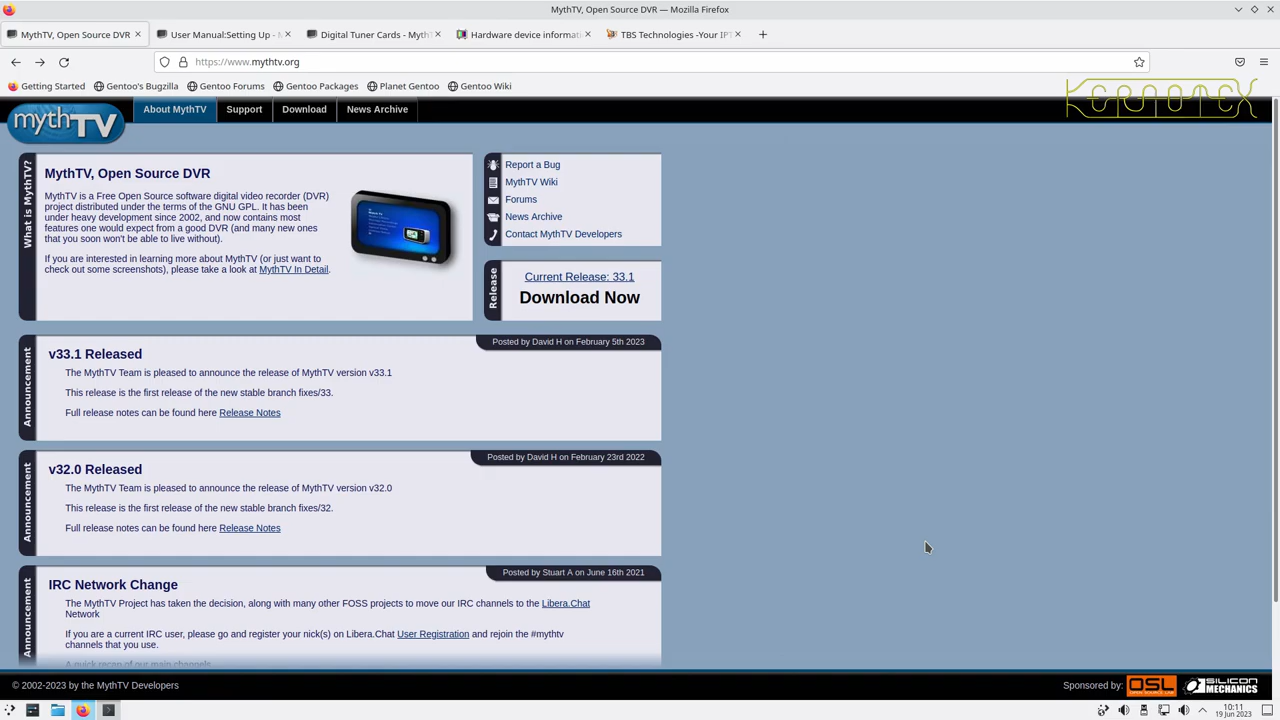 MythTV, Open Source DVR — Mozilla Firefox
MythTV, Open Source DVR
User Manual:Setting Up - M
Digital Tuner Cards - MythT
Hardware device informati
TBS Technologies -Your IPT
https://www.mythtv.org
Getting Started
Gentoo's Bugzilla
Gentoo Forums
Gentoo Packages
Planet Gentoo
Gentoo Wiki
mythTV
About MythTV
Support
Download
News Archive
What is MythTV?
MythTV, Open Source DVR
MythTV is a Free Open Source software digital video recorder (DVR)
project distributed under the terms of the GNU GPL. It has been
under heavy development since 2002, and now contains most
features one would expect from a good DVR (and many new ones
that you soon won't be able to live without).
If you are interested in learning more about MythTV (or just want to
check out some screenshots), please take a look at MythTV In Detail.
Report a Bug
MythTV Wiki
Forums
News Archive
Contact MythTV Developers
Release
Current Release: 33.1
Download Now
Announcement
Posted by David H on February 5th 2023
v33.1 Released
The MythTV Team is pleased to announce the release of MythTV version v33.1
This release is the first release of the new stable branch fixes/33.
Full release notes can be found here Release Notes
Announcement
Posted by David H on February 23rd 2022
v32.0 Released
The MythTV Team is pleased to announce the release of MythTV version v32.0
This release is the first release of the new stable branch fixes/32.
Full release notes can be found here Release Notes
Announcement
Posted by Stuart A on June 16th 2021
IRC Network Change
The MythTV Project has taken the decision, along with many other FOSS projects to move our IRC channels to the Libera.Chat
Network
If you are a current IRC user, please go and register your nick(s) on Libera.Chat User Registration and rejoin the #mythtv
channels that you use.
A quick recap of our main channels
© 2002-2023 by the MythTV Developers
Sponsored by:
OSL
OPEN SOURCE LAB
SILICON
MECHANICS
10:11
19 Jun 2023